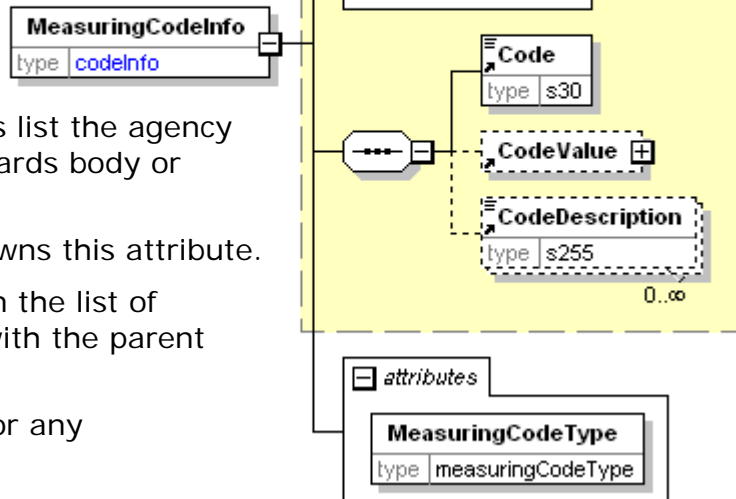 MeasuringCodeInfo
type codeInfo
s list the agency
ards body or
wns this attribute.
n the list of
with the parent
or any
Code
type s30
CodeValue
CodeDescription
type s255
0..∞
attributes
MeasuringCodeType
type measuringCodeType